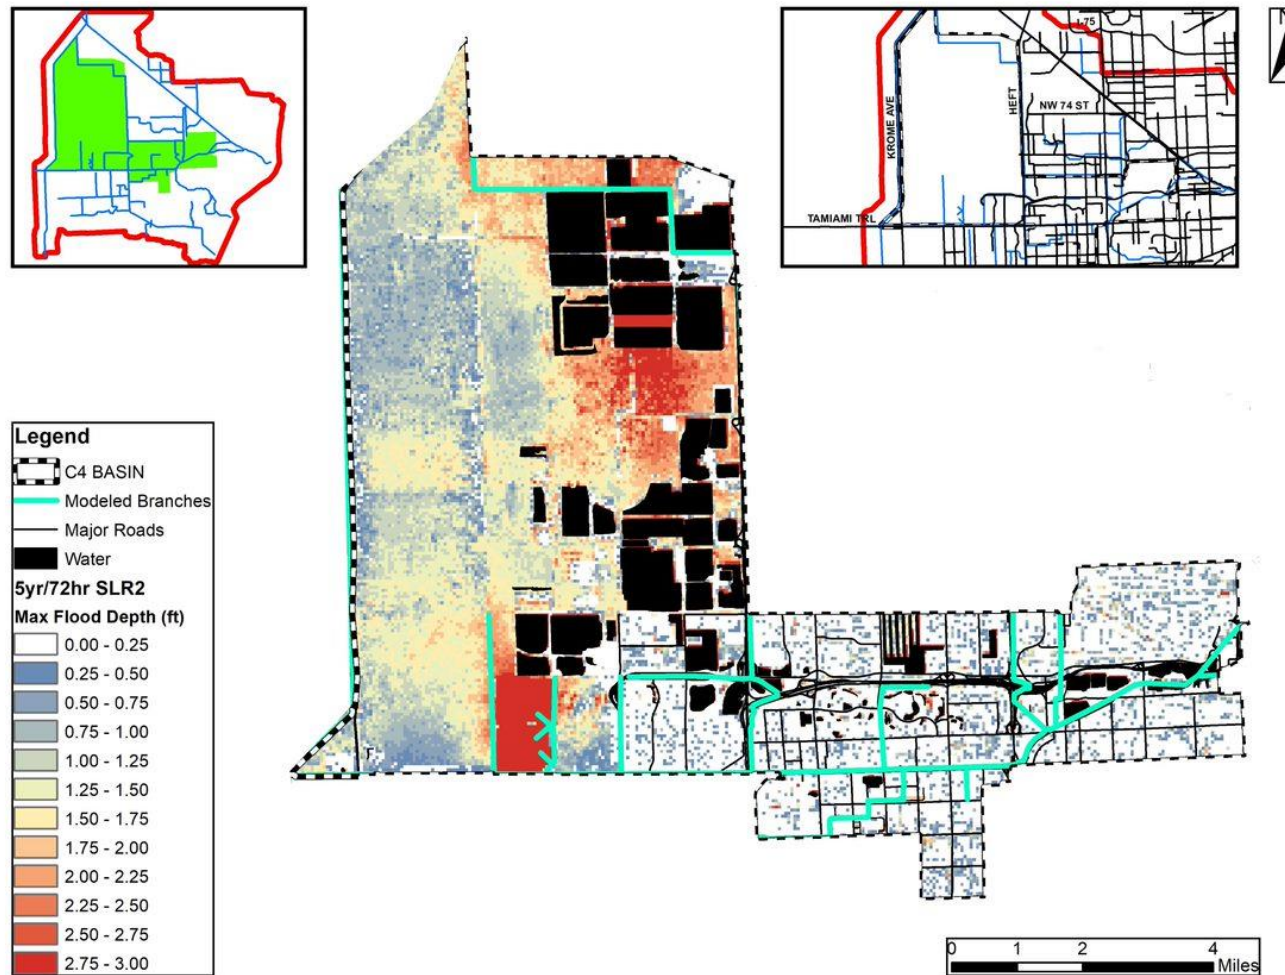 I-75
KROME AVE
HEFT
NW 74 ST
TAMIAMI TRL
Legend
C4 BASIN
Modeled Branches
Major Roads
Water
5yr/72hr SLR2
Max Flood Depth (ft)
0.00 - 0.25
0.25 - 0.50
0.50 - 0.75
0.75 - 1.00
1.00 - 1.25
1.25 - 1.50
1.50 - 1.75
1.75 - 2.00
2.00 - 2.25
2.25 - 2.50
2.50 - 2.75
2.75 - 3.00
0 1 2 4
Miles